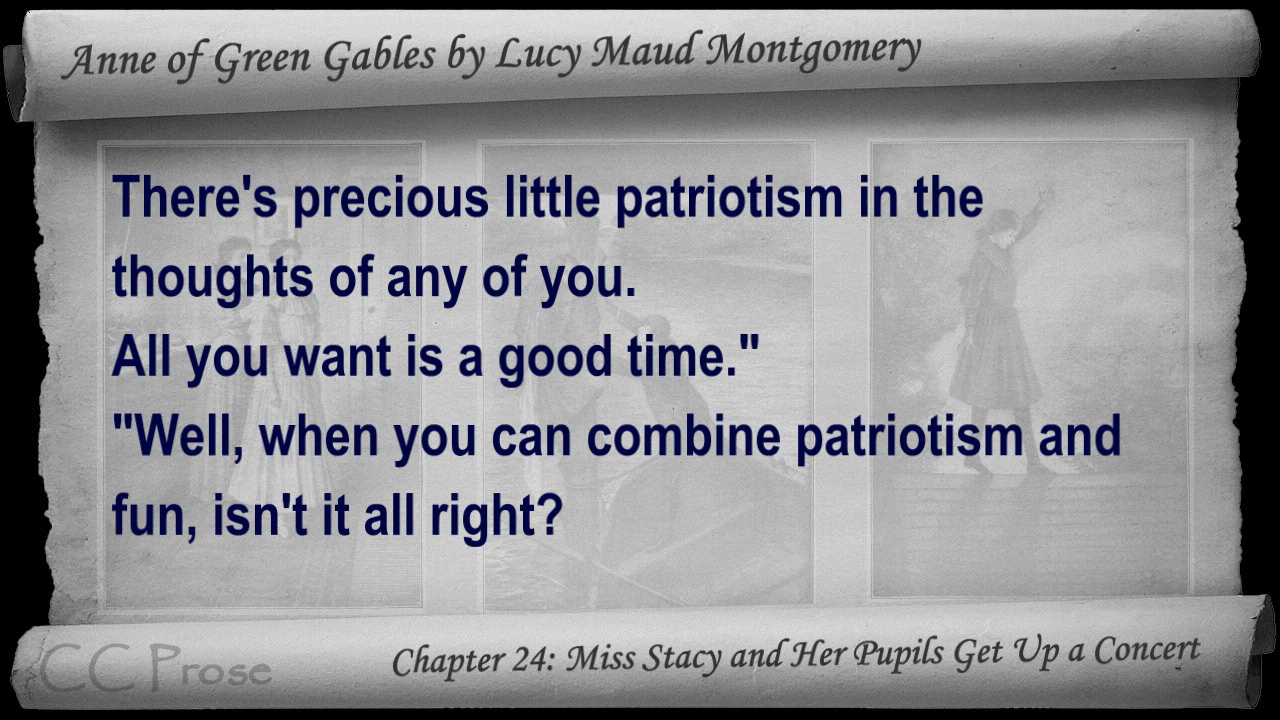 Anne of Green Gables by Lucy Maud Montgomery
There's precious little patriotism in the
thoughts of any of you.
All you want is a good time."
"Well, when you can combine patriotism and
fun, isn't it all right?
CC Prose
Chapter 24: Miss Stacy and Her Pupils Get Up a Concert